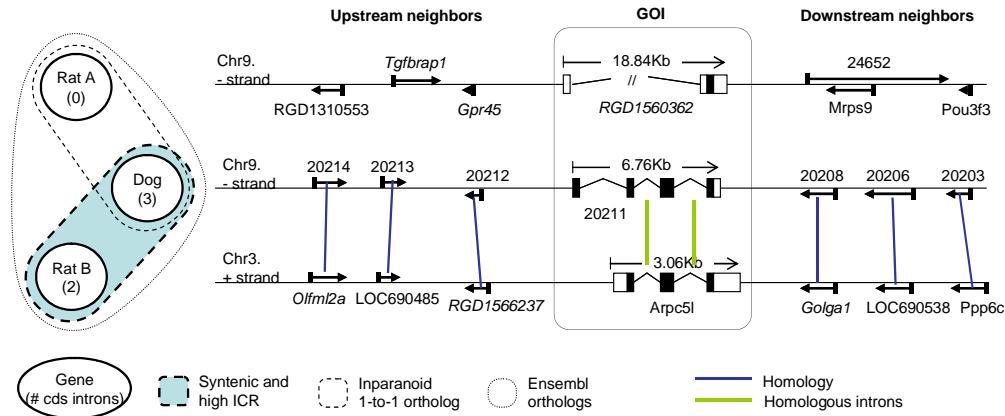 Upstream neighbors GOI Downstream neighbors
Rat A
(0)
Dog
(3)
Rat B
(2)
Chr9.
- strand
Tgfbrap1 18.84Kb 24652
//
RGD1310553 Gpr45 RGD1560362 Mrps9 Pou3f3
Chr9.
- strand
20214 20213 20212 6.76Kb 20208 20206 20203
20211
Chr3.
+ strand
3.06Kb
Olfml2a LOC690485 RGD1566237 Arpc5l Golga1 LOC690538 Ppp6c
Gene
(# cds introns)
Syntenic and
high ICR
Inparanoid
1-to-1 ortholog
Ensembl
orthologs
Homology
Homologous introns